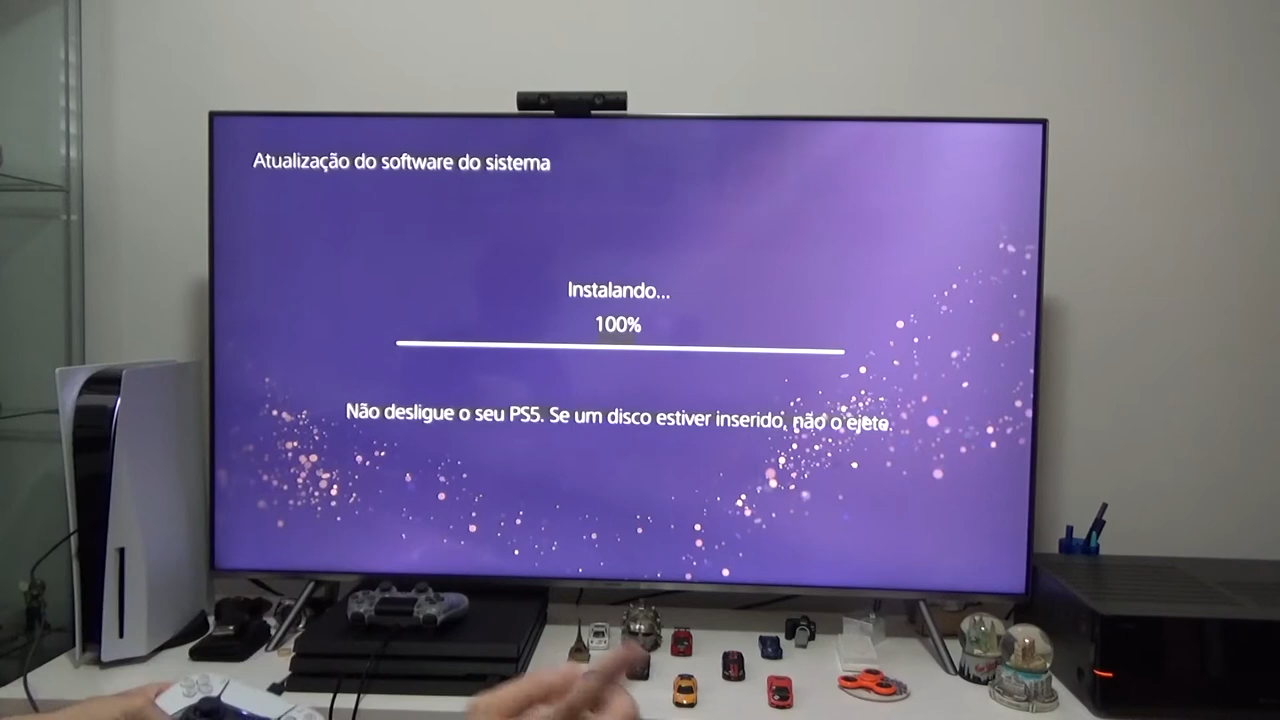 Atualização do software do sistema
Instalando...
100%
Não desligue o seu PS5. Se um disco estiver inserido, não o ejete.